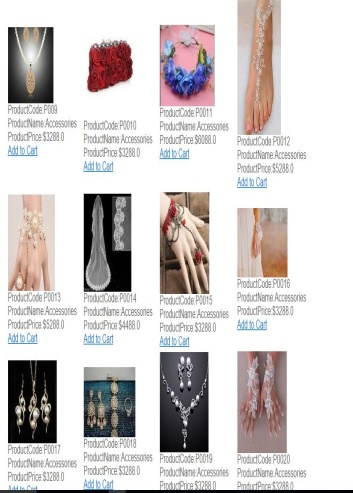 ProductCode:P009
ProductName:Accessories
ProductPrice:$3288.0
Add to Cart
ProductCode:P0010
ProductName:Accessories
ProductPrice:$3288.0
Add to Cart
ProductCode:P0011
ProductName:Accessories
ProductPrice:$6088.0
Add to Cart
ProductCode:P0012
ProductName:Accessories
ProductPrice:$5288.0
Add to Cart
ProductCode:P0013
ProductName:Accessories
ProductPrice:$5288.0
Add to Cart
ProductCode:P0014
ProductName:Accessories
ProductPrice:$4488.0
Add to Cart
ProductCode:P0015
ProductName:Accessories
ProductPrice:$3288.0
Add to Cart
ProductCode:P0016
ProductName:Accessories
ProductPrice:$3288.0
Add to Cart
ProductCode:P0017
ProductName:Accessories
ProductPrice:$3288.0
Add to Cart
ProductCode:P0018
ProductName:Accessories
ProductPrice:$3288.0
Add to Cart
ProductCode:P0019
ProductName:Accessories
ProductPrice:$3288.0
ProductCode:P0020
ProductName:Accessories
ProductPrice:$3288.0